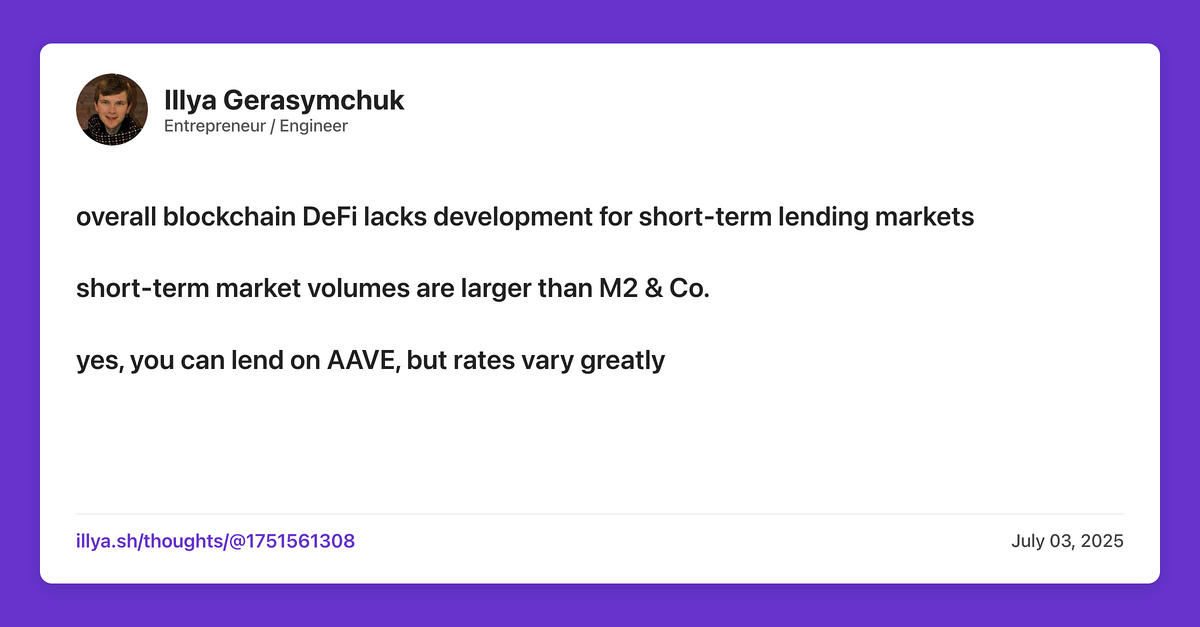 Illya Gerasymchuk
Entrepreneur / Engineer
overall blockchain DeFi lacks development for short-term lending markets
short-term market volumes are larger than M2 & Co.
yes, you can lend on AAVE, but rates vary greatly
illya.sh/thoughts/@1751561308
July 03, 2025